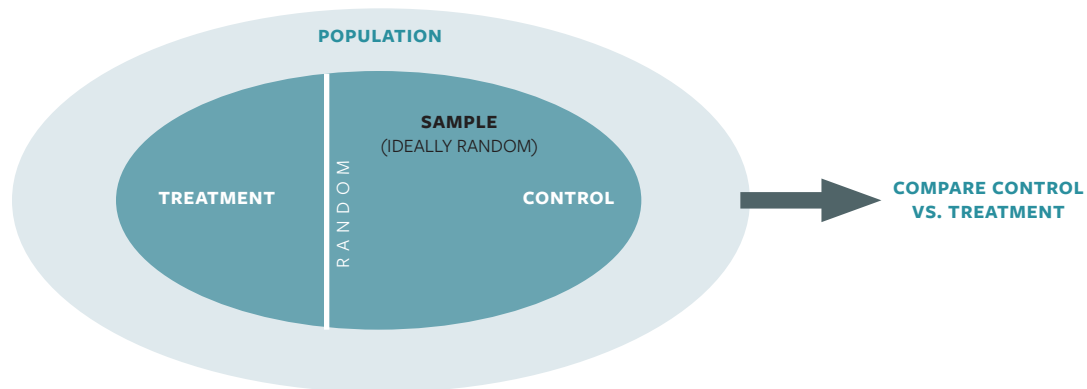 POPULATION
SAMPLE
(IDEALLY RANDOM)
TREATMENT
RANDOM
CONTROL
COMPARE CONTROL
VS. TREATMENT